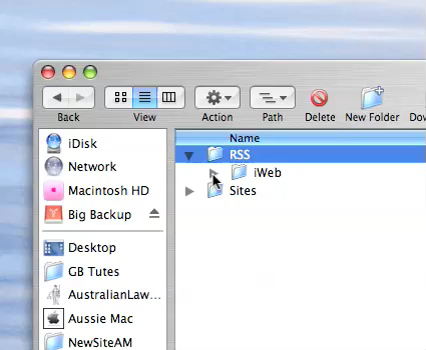 Back
View
Action
Path
Delete
New Folder
Name
iDisk
Network
Macintosh HD
Big Backup
Desktop
GB Tutes
AustralianLaw...
Aussie Mac
NewSiteAM
RSS
iWeb
Sites